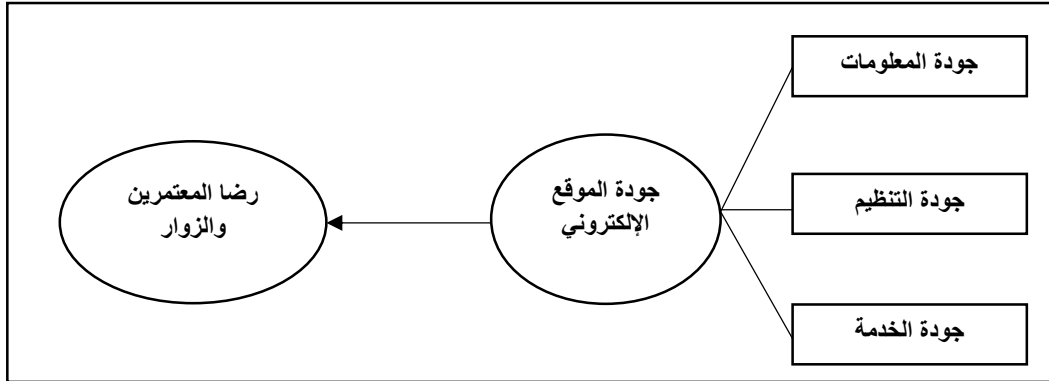 جودة المعلومات
جودة الموقع
الإلكتروني
رضا المعتمرين
والزوار
جودة التنظيم
جودة الخدمة